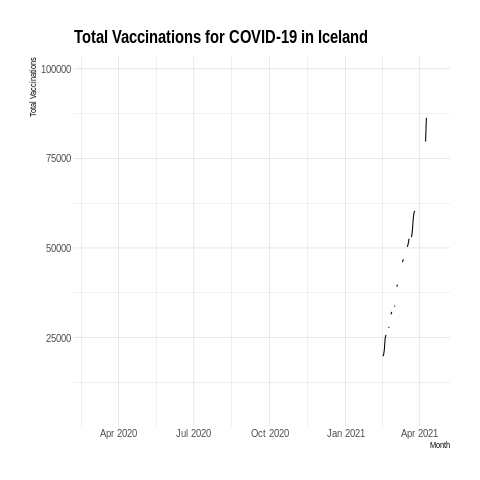 Total Vaccinations for COVID-19 in Iceland
Total Vaccinations
100000
75000
50000
25000
Apr 2020 Jul 2020 Oct 2020 Jan 2021 Apr 2021
Month